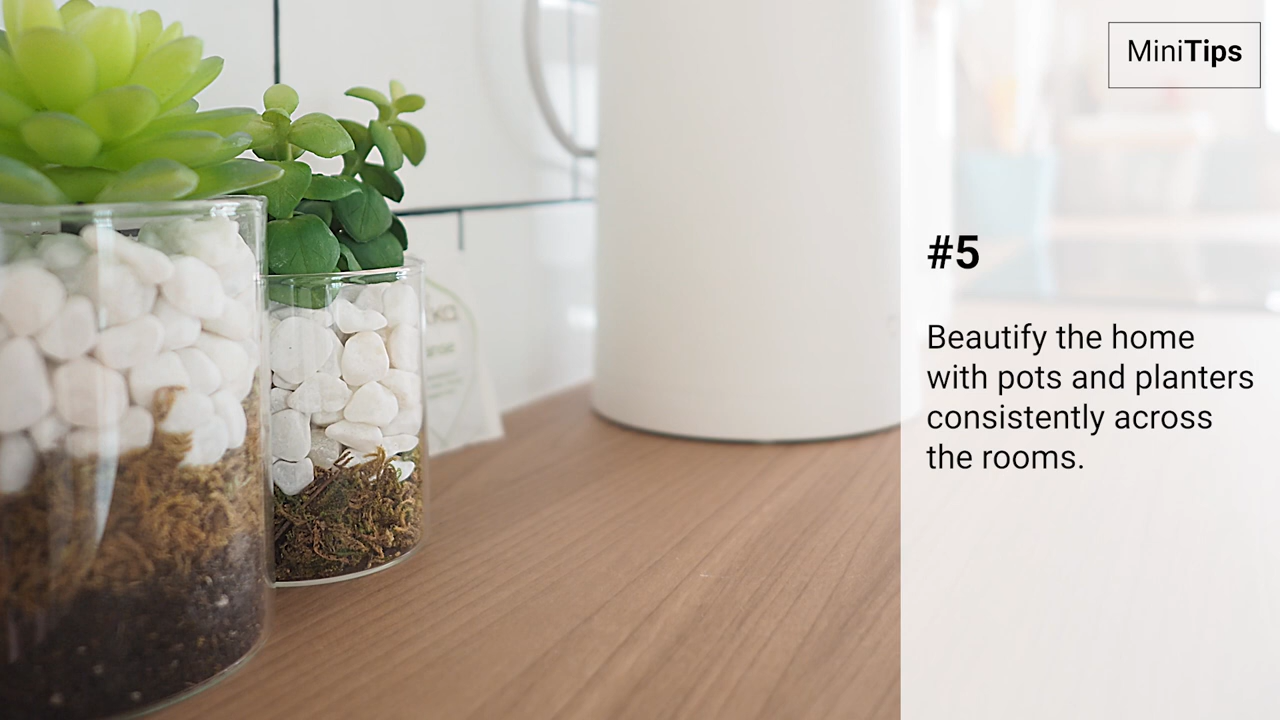 MiniTips
#5
Beautify the home
with pots and planters
consistently across
the rooms.